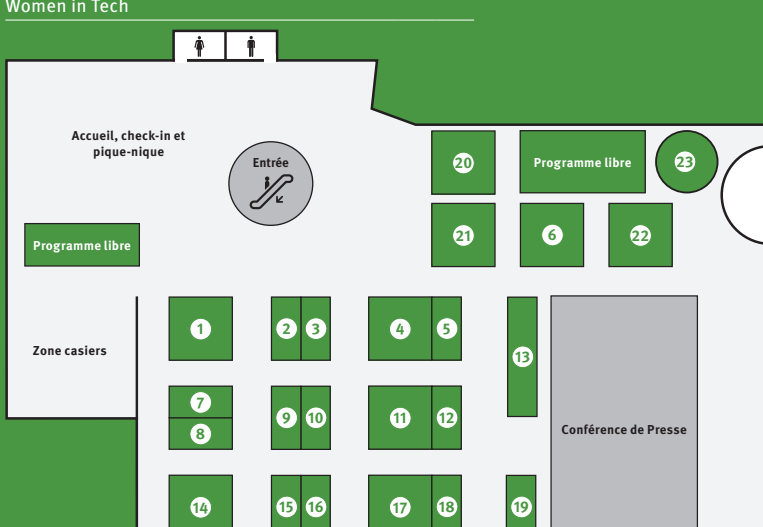 Women in Tech
Accueil, check-in et
pique-nique
Entrée
20
Programme libre
23
Programme libre
21
6
22
1
2
3
4
5
13
Zone casiers
7
8
9
10
11
12
Conférence de Presse
14
15
16
17
18
19